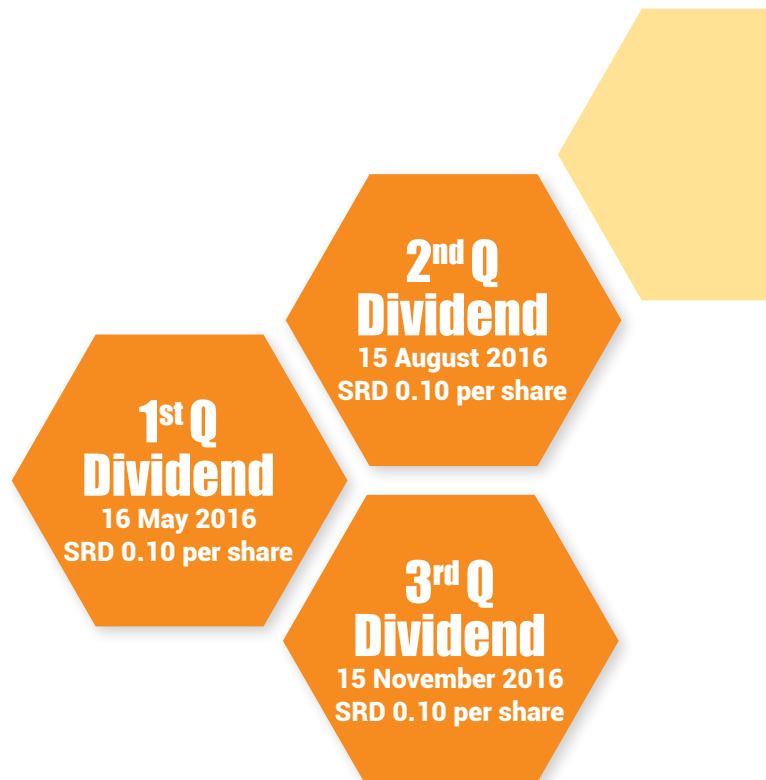 1st Q
Dividend
16 May 2016
SRD 0.10 per share
2nd Q
Dividend
15 August 2016
SRD 0.10 per share
3rd Q
Dividend
15 November 2016
SRD 0.10 per share